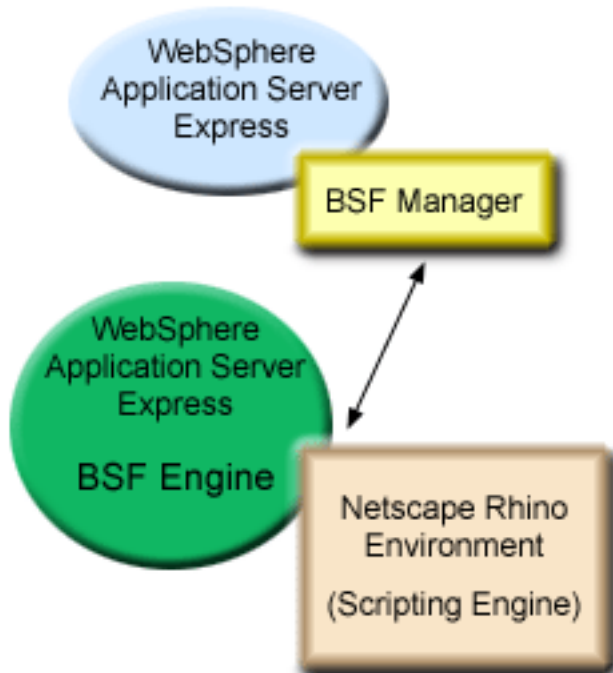 WebSphere
Application Server
Express
BSF Manager
WebSphere
Application Server
Express
BSF Engine
Netscape Rhino
Environment
(Scripting Engine)